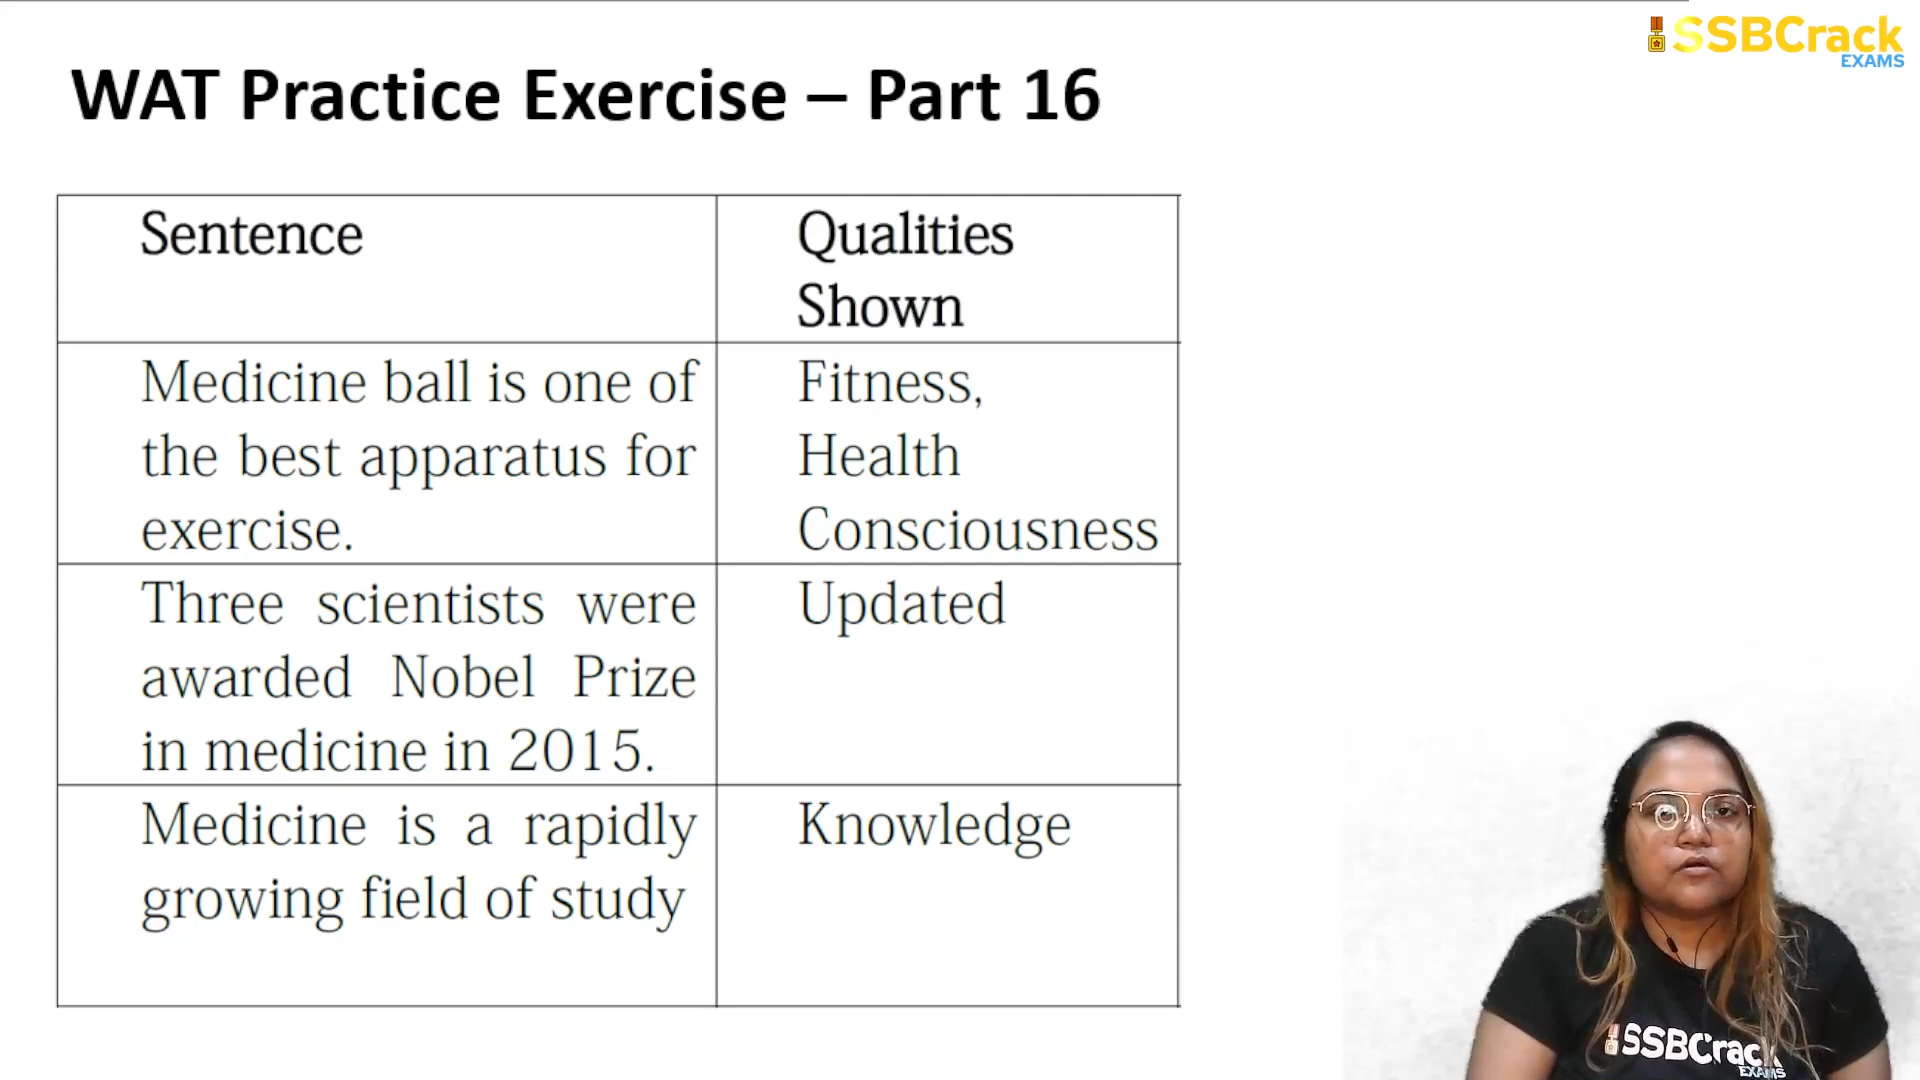 SSBCrack
EXAMS
WAT Practice Exercise – Part 16
Sentence
Qualities
Shown
Medicine ball is one of
the best apparatus for
exercise.
Fitness,
Health
Consciousness
Three scientists were
awarded Nobel Prize
in medicine in 2015.
Updated
Medicine is a rapidly
growing field of study
Knowledge
SSBCrack
EXAMS